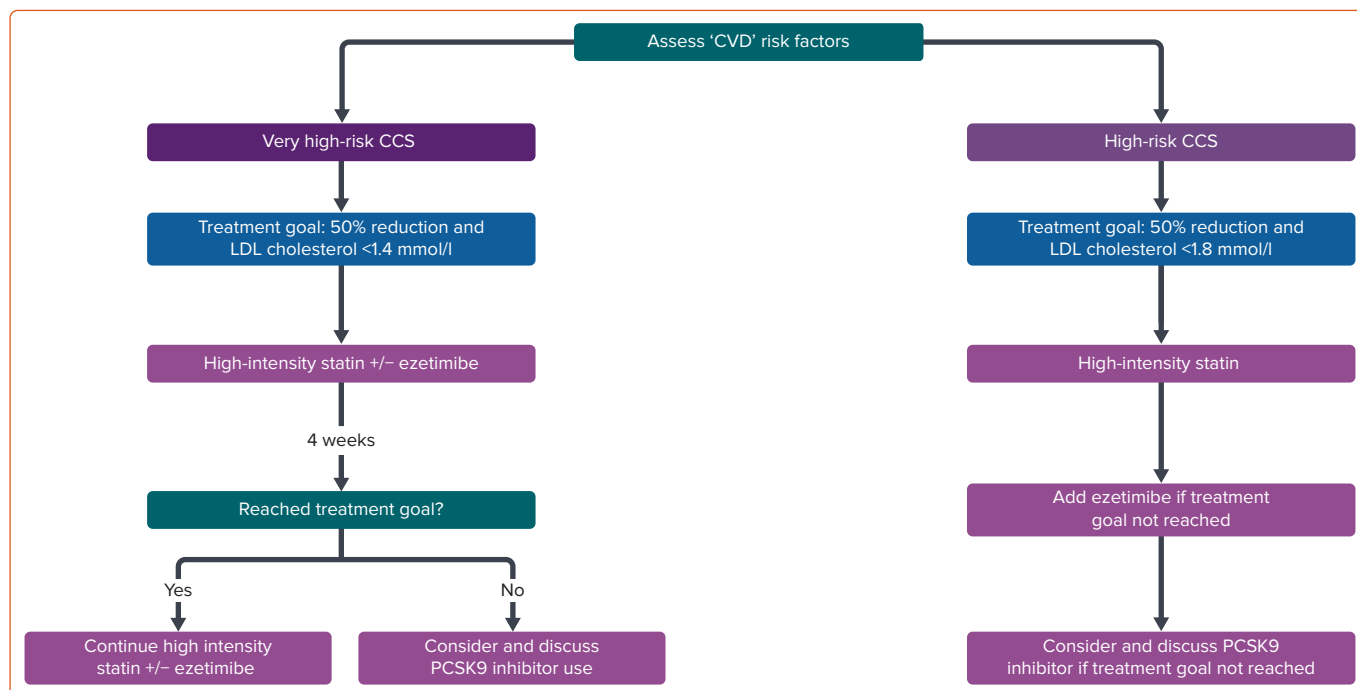 Assess ‘CVD’ risk factors
Very high-risk CCS
High-risk CCS
Treatment goal: 50% reduction and
LDL cholesterol <1.4 mmol/l
Treatment goal: 50% reduction and
LDL cholesterol <1.8 mmol/l
High-intensity statin +/− ezetimibe
High-intensity statin
4 weeks
Reached treatment goal?
Add ezetimibe if treatment
goal not reached
Yes
No
Continue high intensity
statin +/− ezetimibe
Consider and discuss
PCSK9 inhibitor use
Consider and discuss PCSK9
inhibitor if treatment goal not reached